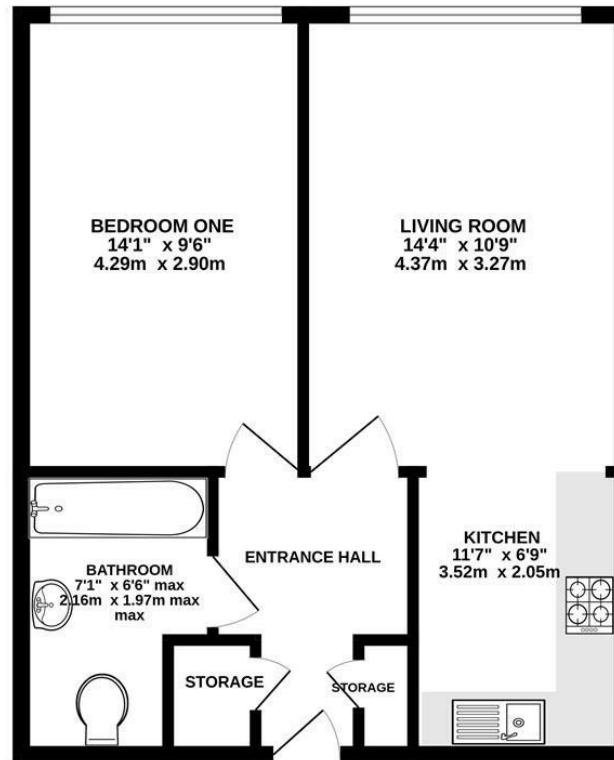 BEDROOM ONE
14'1" x 9'6"
4.29m x 2.90m
LIVING ROOM
14'4" x 10'9"
4.37m x 3.27m
BATHROOM
7'1" x 6'6" max
2.16m x 1.97m max
max
ENTRANCE HALL
KITCHEN
11'7" x 6'9"
3.52m x 2.05m
STORAGE
STORAGE